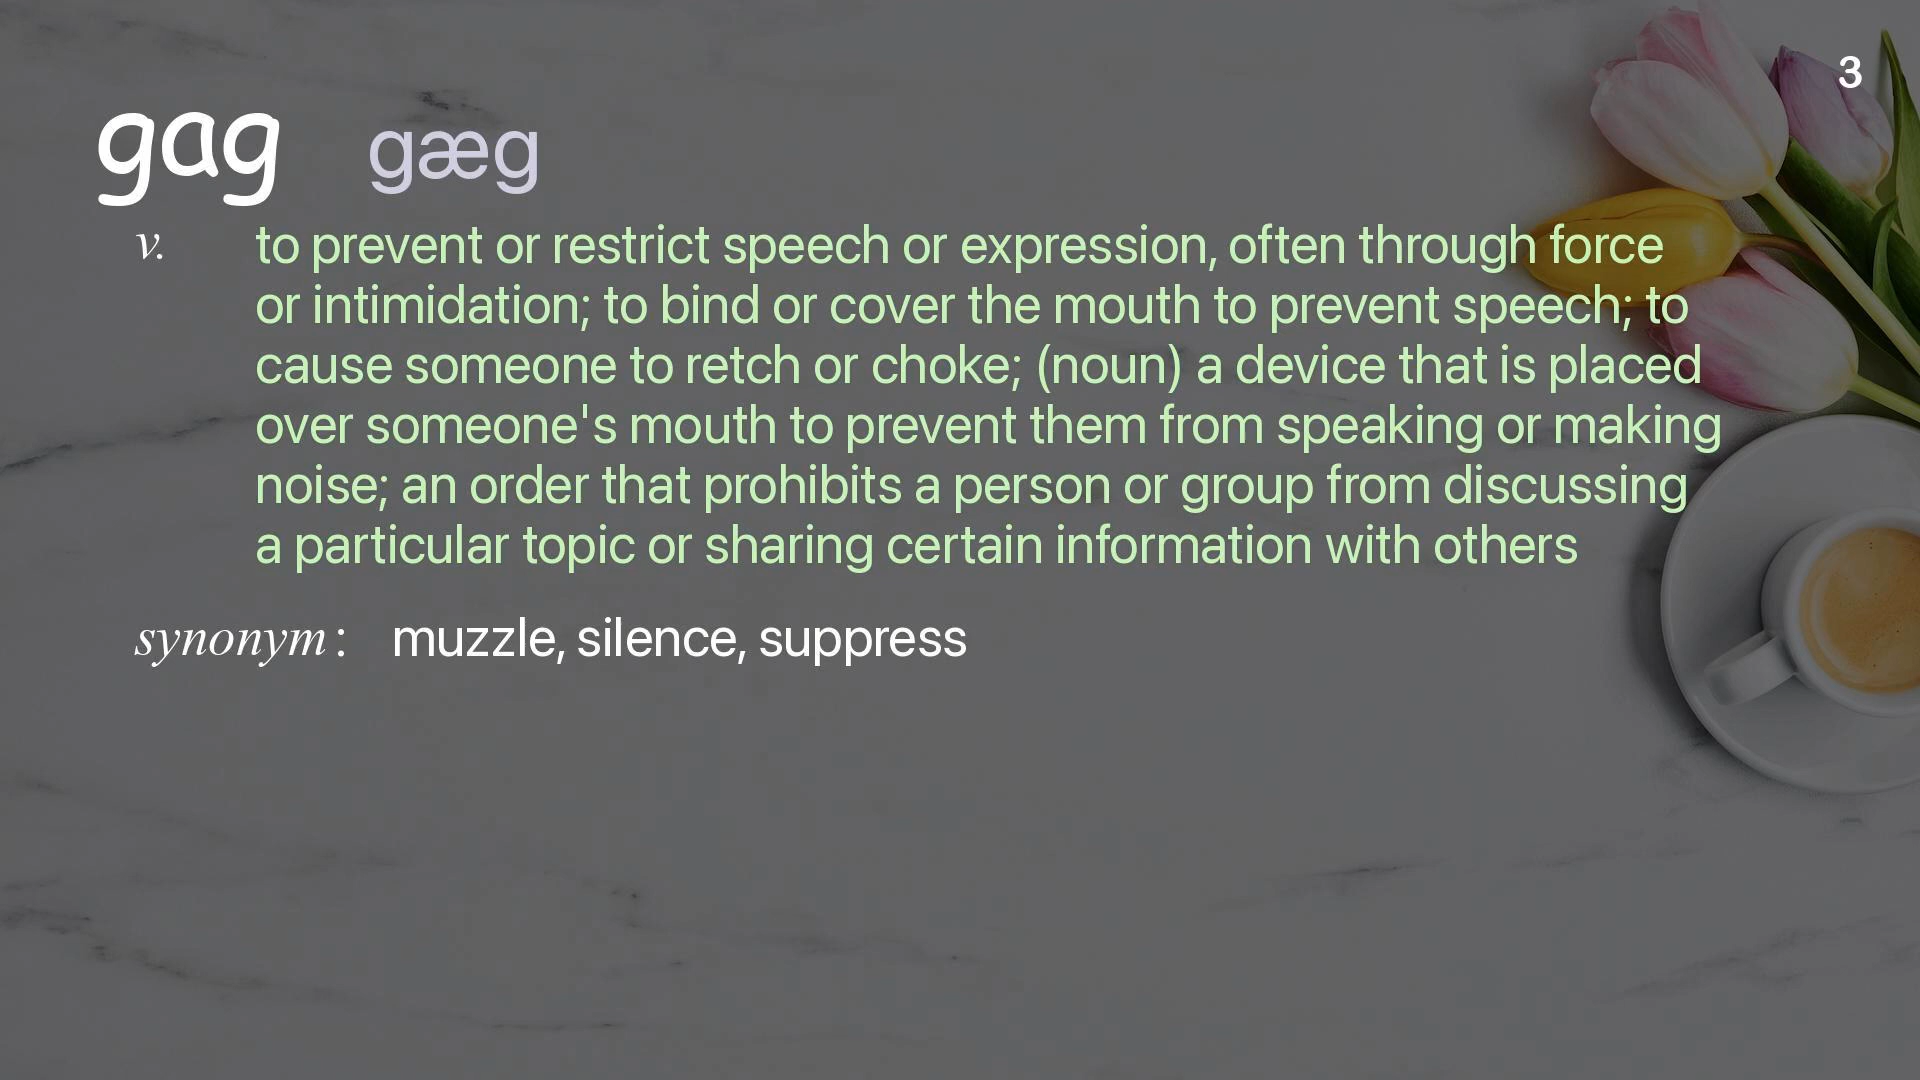 3
gag gæg
v. to prevent or restrict speech or expression, often through force
or intimidation; to bind or cover the mouth to prevent speech; to
cause someone to retch or choke; (noun) a device that is placed
over someone's mouth to prevent them from speaking or making
noise; an order that prohibits a person or group from discussing
a particular topic or sharing certain information with others
synonym: muzzle, silence, suppress